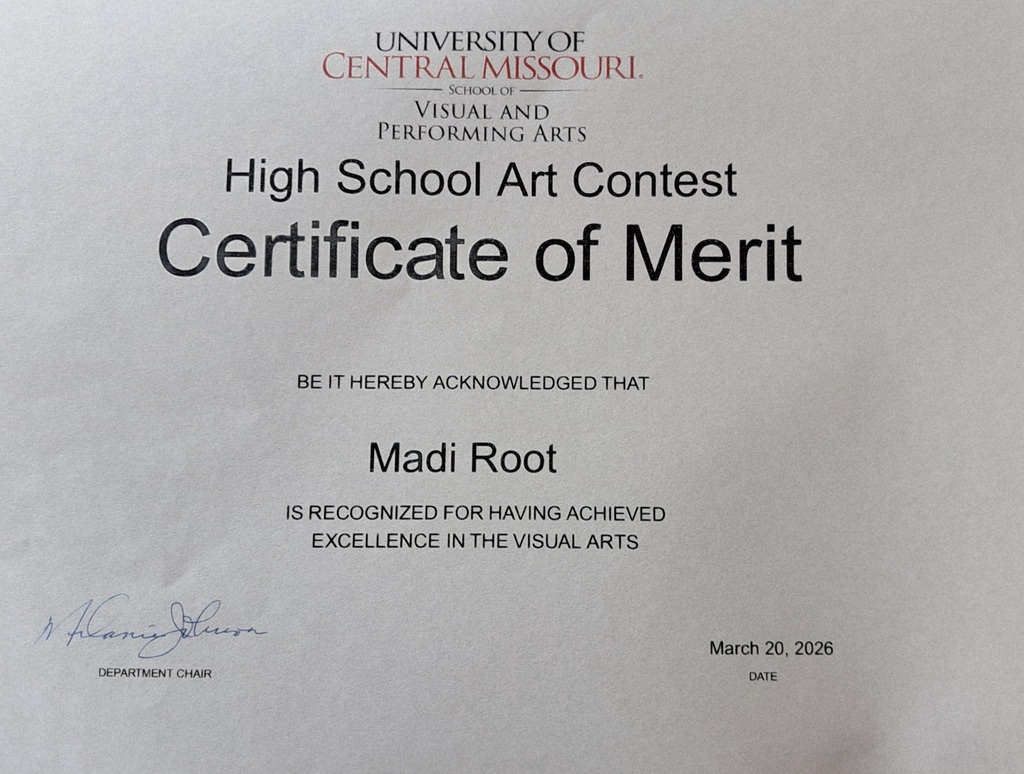 UNIVERSITY OF
CENTRAL MISSOURI.
SCHOOL OF
VISUAL AND
PERFORMING ARTS
High School Art Contest
Certificate of Merit
BE IT HEREBY ACKNOWLEDGED THAT
Madi Root
IS RECOGNIZED FOR HAVING ACHIEVED
EXCELLENCE IN THE VISUAL ARTS
Melanie Johnson
March 20, 2026
DEPARTMENT CHAIR
DATE